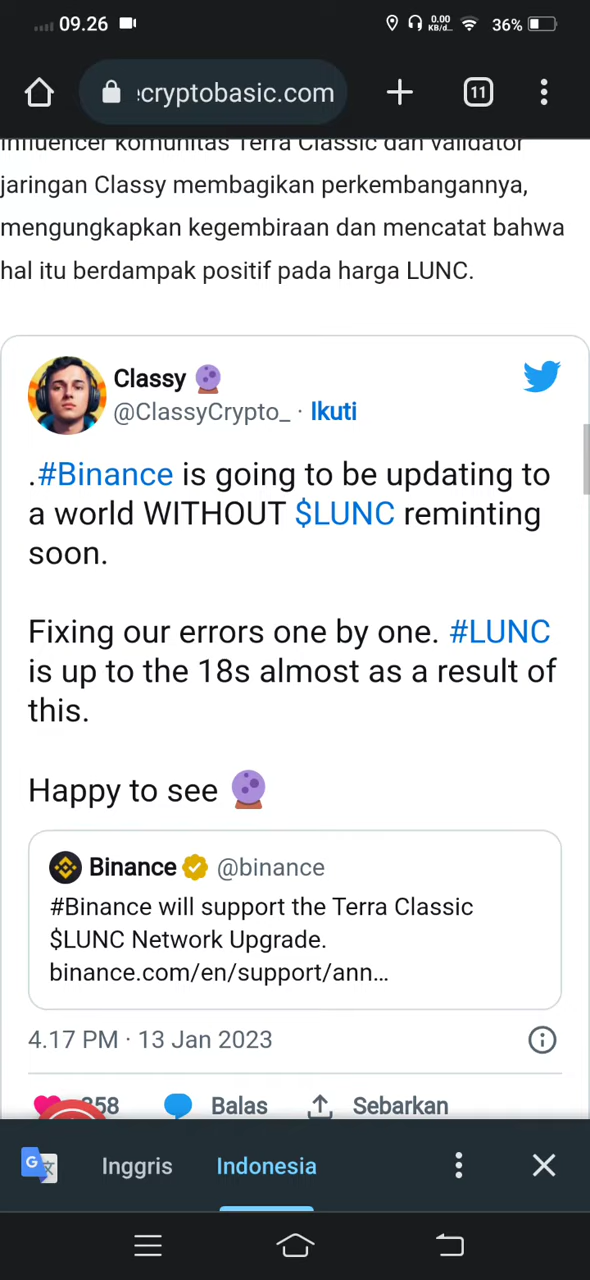 09.26
0.00
KB/d...
36%
:cryptobasic.com
11
influencer komunitas Terra Classic dan validator
jaringan Classy membagikan perkembangannya,
mengungkapkan kegembiraan dan mencatat bahwa
hal itu berdampak positif pada harga LUNC.
Classy
@ClassyCrypto_ · Ikuti
.#Binance is going to be updating to
a world WITHOUT $LUNC reminting
soon.
Fixing our errors one by one. #LUNC
is up to the 18s almost as a result of
this.
Happy to see
Binance @binance
#Binance will support the Terra Classic
$LUNC Network Upgrade.
binance.com/en/support/ann...
4.17 PM · 13 Jan 2023
358 Balas Sebarkan
Inggris Indonesia